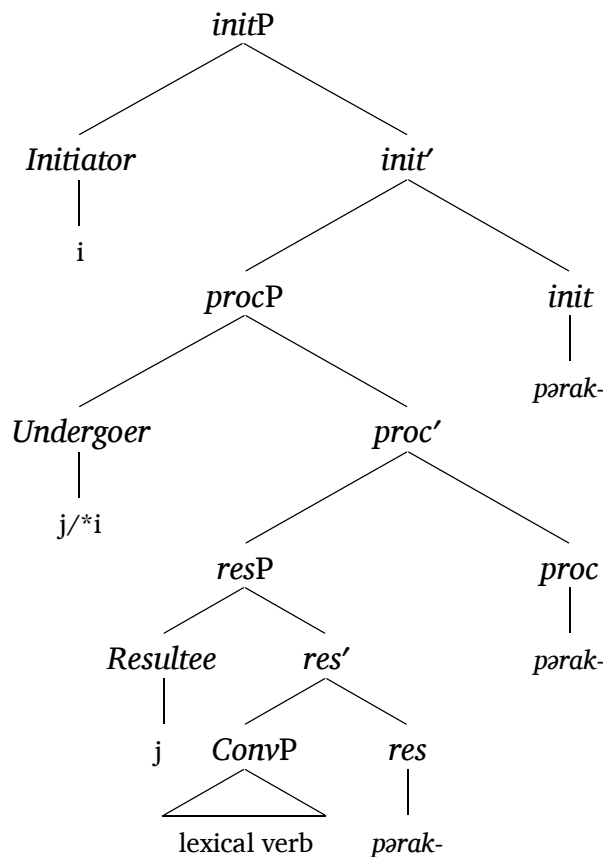 initP
Initiator init′
i
procP init
pərak-
Undergoer proc′
j/*i
resP proc
Resultee res′ pərak-
j ConvP res
lexical verb pərak-